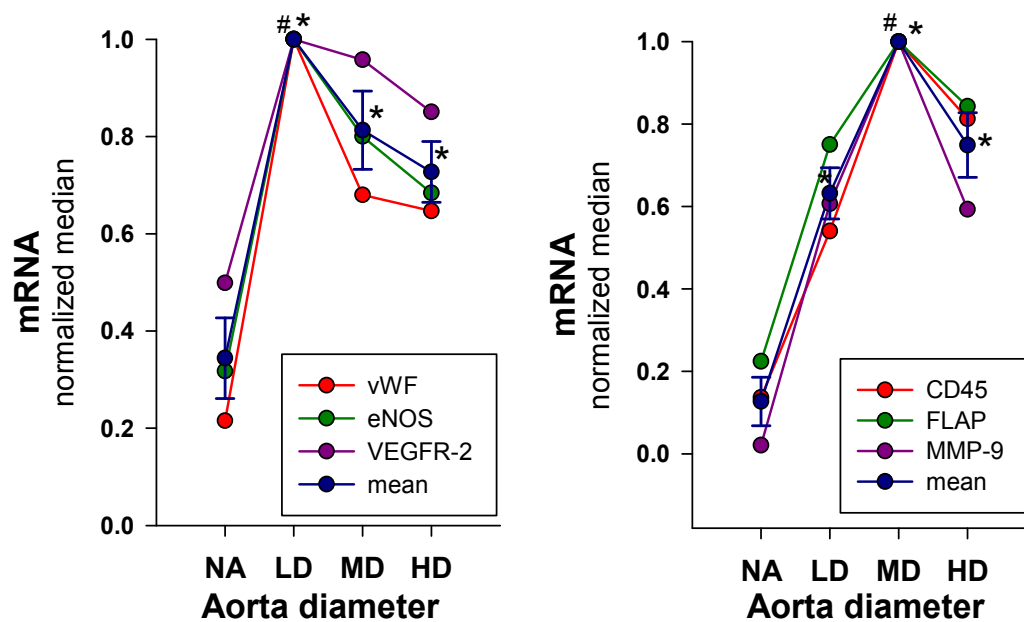 # *
1.0
0.8
0.6
0.4
0.2
0.0
mRNA
normalized median
*
*
vWF
eNOS
VEGFR-2
mean
NA LD MD HD
Aorta diameter
# *
1.0
0.8
0.6
0.4
0.2
0.0
mRNA
normalized median
*
*
CD45
FLAP
MMP-9
mean
NA LD MD HD
Aorta diameter